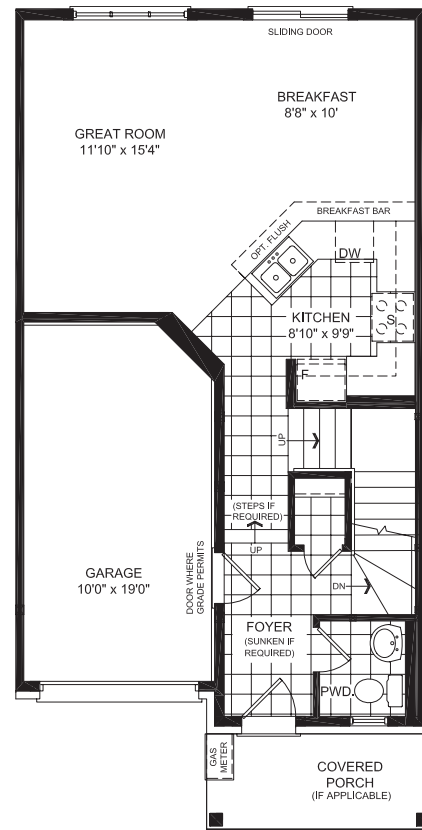 SLIDING DOOR
BREAKFAST
8'8" x 10'
GREAT ROOM
11'10" x 15'4"
BREAKFAST BAR
OPT. FLUSH
DW
KITCHEN
8'10" x 9'9"
S
F
UP
(STEPS IF
REQUIRED)
UP
GARAGE
10'0" x 19'0"
DOOR WHERE
GRADE PERMITS
DN
FOYER
(SUNKEN IF
REQUIRED)
PWD.
GAS
METER
COVERED
PORCH
(IF APPLICABLE)